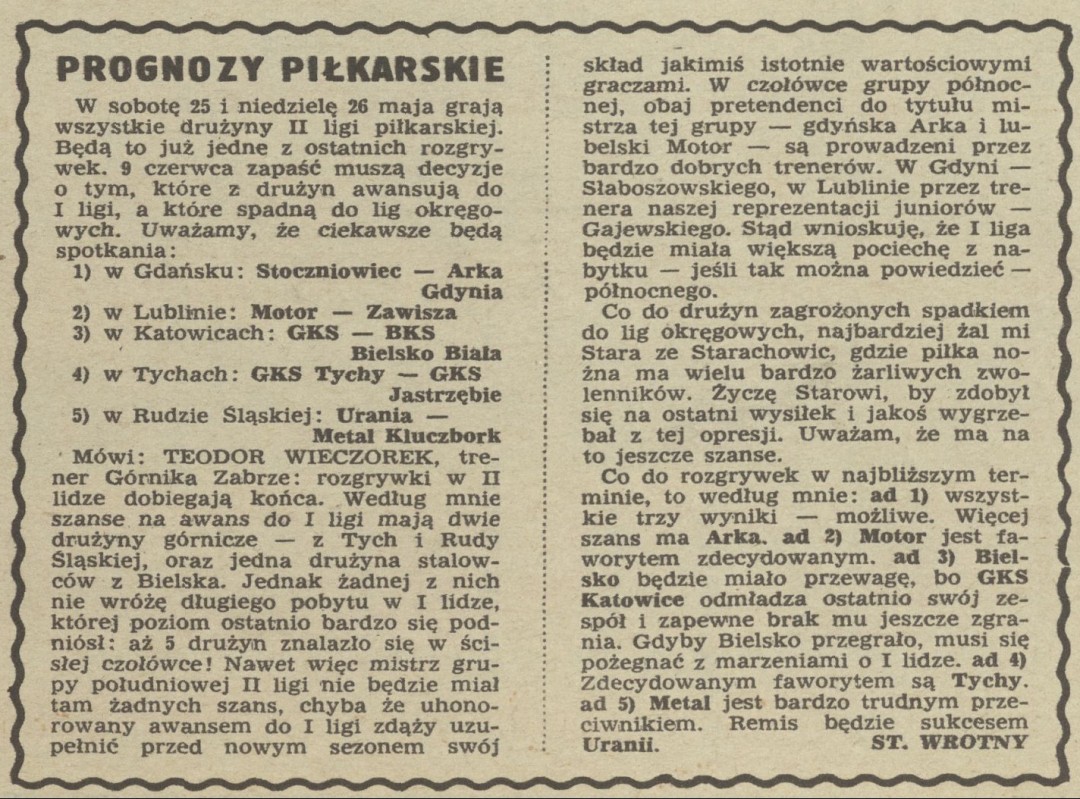 PROGNOZY PIŁKARSKIE
W sobotę 25 i niedzielę 26 maja grają
wszystkie drużyny II ligi piłkarskiej.
Będą to już jedne z ostatnich rozgry-
wek. 9 czerwca zapaść muszą decyzje
o tym, które z drużyn awansują do
I ligi, a które spadną do lig okręgo-
wych. Uważamy, że ciekawsze będą
spotkania:
1) w Gdańsku: Stoczniowiec — Arka
Gdynia
2) w Lublinie: Motor — Zawisza
3) w Katowicach: GKS — BKS
Bielsko Biała
4) w Tychach: GKS Tychy — GKS
Jastrzębie
5) w Rudzie Śląskiej: Urania —
Metal Kluczbork
Mówi: TEODOR WIECZOREK, tre-
ner Górnika Zabrze: rozgrywki w II
lidze dobiegają końca. Według mnie
szanse na awans do I ligi mają dwie
drużyny górnicze — z Tych i Rudy
Śląskiej, oraz jedna drużyna stalow-
ców z Bielska. Jednak żadnej z nich
nie wróżę długiego pobytu w I lidze,
której poziom ostatnio bardzo się pod-
niósł: aż 5 drużyn znalazło się w ści-
słej czołówce! Nawet więc mistrz gru-
py południowej II ligi nie będzie miał
tam żadnych szans, chyba że uhono-
rowany awansem do I ligi zdąży uzu-
pełnić przed nowym sezonem swój
skład jakimiś istotnie wartościowymi
graczami. W czołówce grupy północ-
nej, obaj pretendenci do tytułu mi-
strza tej grupy — gdyńska Arka i lu-
belski Motor — są prowadzeni przez
bardzo dobrych trenerów. W Gdyni —
Słaboszowskiego, w Lublinie przez tre-
nera naszej reprezentacji juniorów —
Gajewskiego. Stąd wnioskuję, że I liga
będzie miała większą pociechę z na-
bytku — jeśli tak można powiedzieć —
północnego.
Co do drużyn zagrożonych spadkiem
do lig okręgowych, najbardziej żal mi
Stara ze Starachowic, gdzie piłka no-
żna ma wielu bardzo żarliwych zwo-
lenników. Życzę Starowi, by zdobył
się na ostatni wysiłek i jakoś wygrze-
bał z tej opresji. Uważam, że ma na
to jeszcze szanse.
Co do rozgrywek w najbliższym ter-
minie, to według mnie: ad 1) wszyst-
kie trzy wyniki — możliwe. Więcej
szans ma Arka. ad 2) Motor jest fa-
worytem zdecydowanym. ad 3) Biel-
sko będzie miało przewagę, bo GKS
Katowice odmładza ostatnio swój ze-
spół i zapewne brak mu jeszcze zgra-
nia. Gdyby Bielsko przegrało, musi się
pożegnać z marzeniami o I lidze. ad 4)
Zdecydowanym faworytem są Tychy.
ad 5) Metal jest bardzo trudnym prze-
ciwnikiem. Remis będzie sukcesem
Uranii. ST. WROTNY